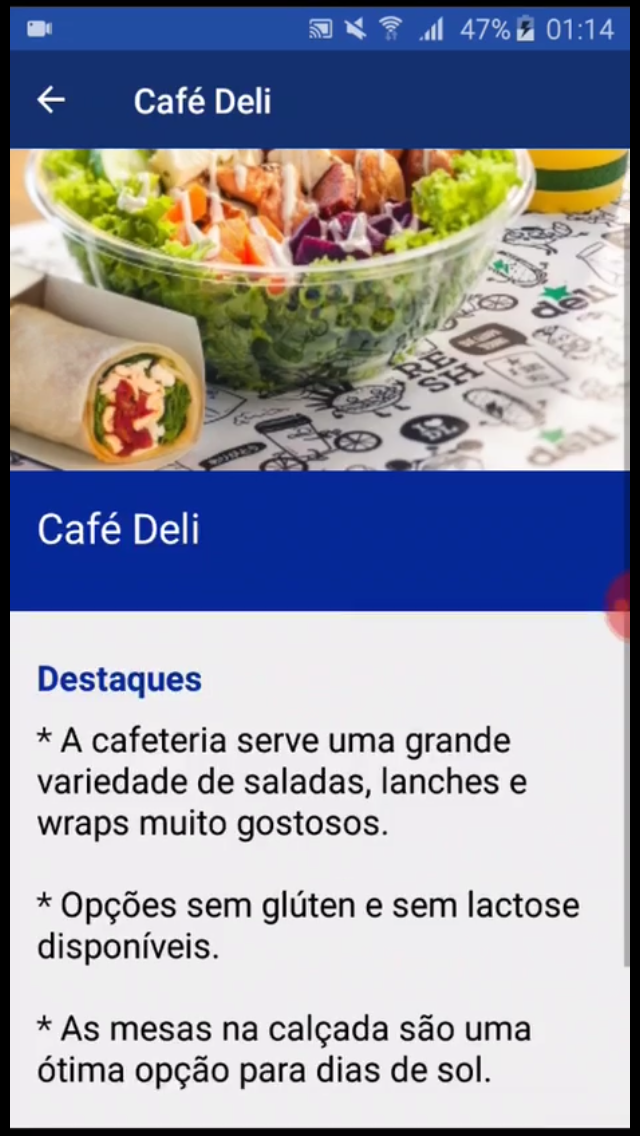 47% 01:14
Café Deli
deli
RE
SH
deli
Café Deli
Destaques
* A cafeteria serve uma grande
variedade de saladas, lanches e
wraps muito gostosos.
* Opções sem glúten e sem lactose
disponíveis.
* As mesas na calçada são uma
ótima opção para dias de sol.